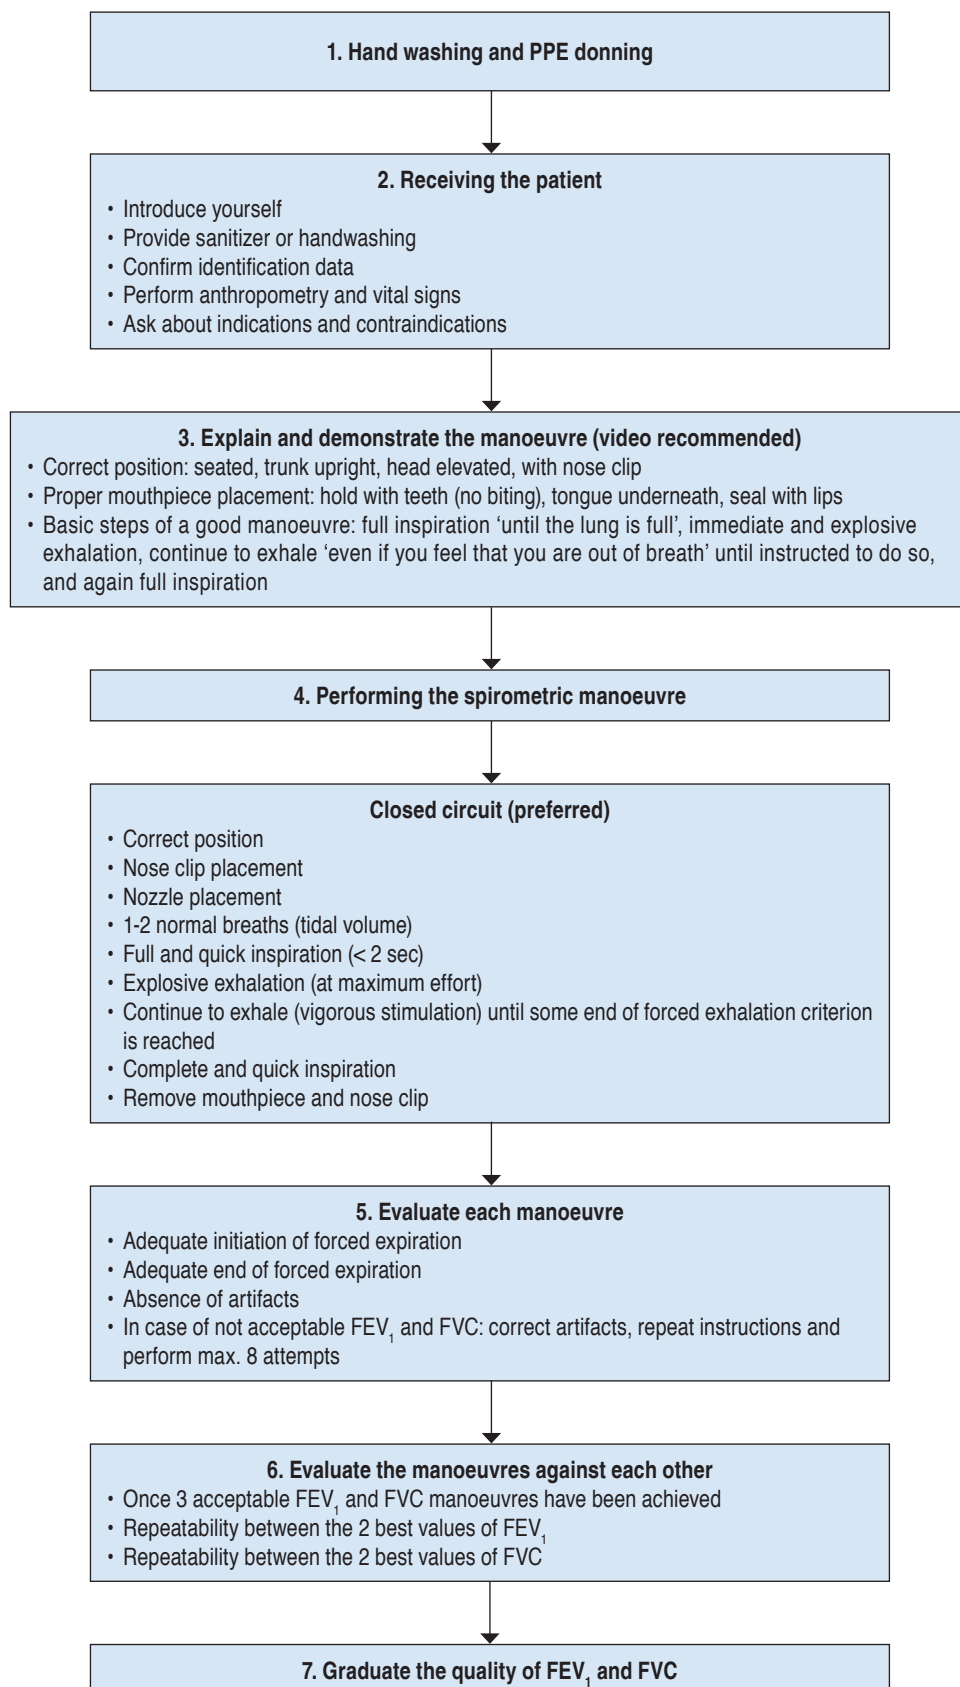 1. Hand washing and PPE donning
2. Receiving the patient
• Introduce yourself
• Provide sanitizer or handwashing
• Confirm identification data
• Perform anthropometry and vital signs
• Ask about indications and contraindications
3. Explain and demonstrate the manoeuvre (video recommended)
• Correct position: seated, trunk upright, head elevated, with nose clip
• Proper mouthpiece placement: hold with teeth (no biting), tongue underneath, seal with lips
• Basic steps of a good manoeuvre: full inspiration ‘until the lung is full’, immediate and explosive
exhalation, continue to exhale ‘even if you feel that you are out of breath’ until instructed to do so,
and again full inspiration
4. Performing the spirometric manoeuvre
Closed circuit (preferred)
• Correct position
• Nose clip placement
• Nozzle placement
• 1-2 normal breaths (tidal volume)
• Full and quick inspiration (< 2 sec)
• Explosive exhalation (at maximum effort)
• Continue to exhale (vigorous stimulation) until some end of forced exhalation criterion
is reached
• Complete and quick inspiration
• Remove mouthpiece and nose clip
5. Evaluate each manoeuvre
• Adequate initiation of forced expiration
• Adequate end of forced expiration
• Absence of artifacts
• In case of not acceptable FEV₁ and FVC: correct artifacts, repeat instructions and
perform max. 8 attempts
6. Evaluate the manoeuvres against each other
• Once 3 acceptable FEV₁ and FVC manoeuvres have been achieved
• Repeatability between the 2 best values of FEV₁
• Repeatability between the 2 best values of FVC
7. Graduate the quality of FEV₁ and FVC